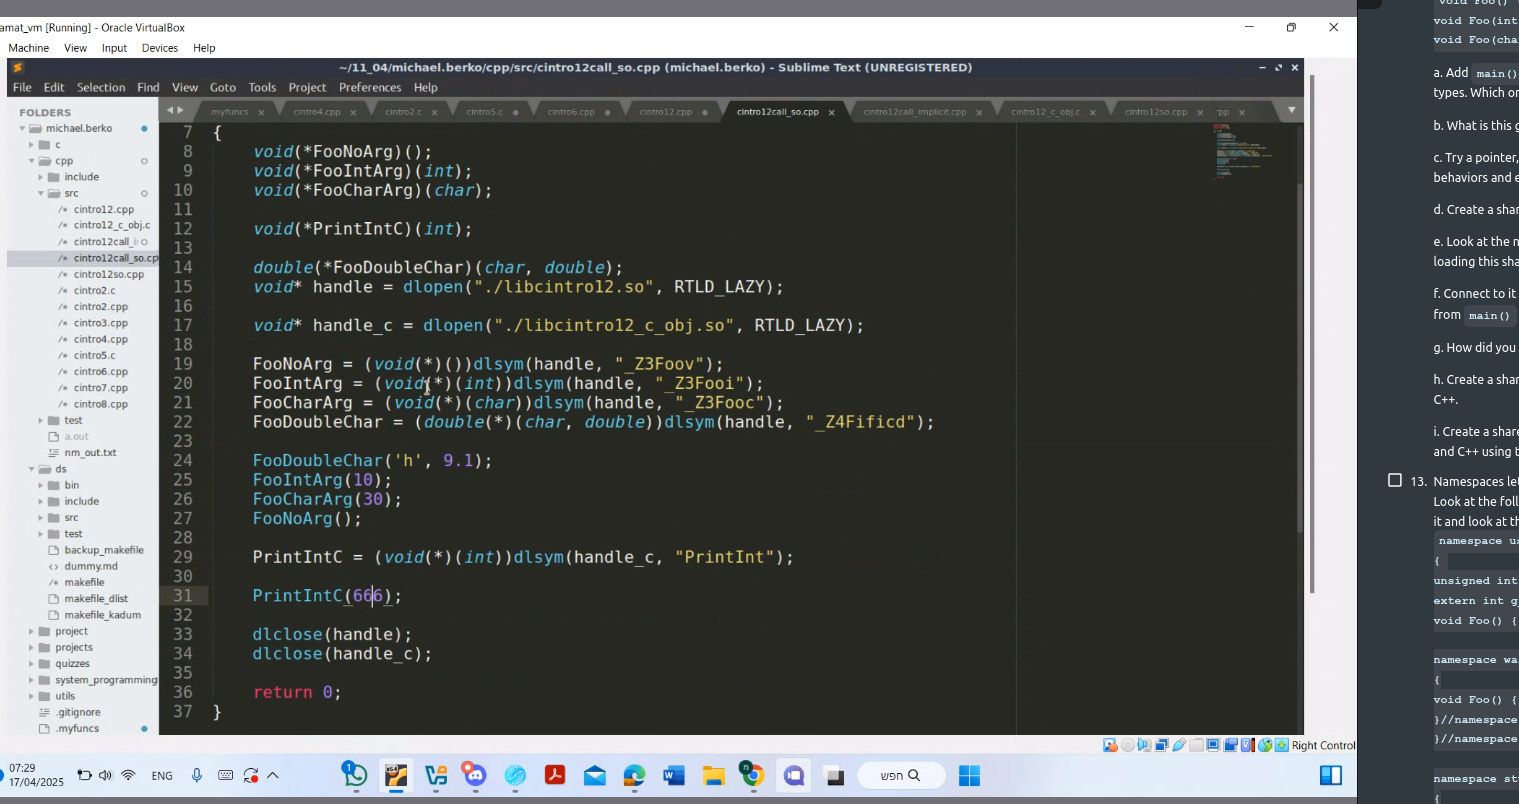 amat_vm [Running] - Oracle VirtualBox
Machine View Input Devices Help
~/11_04/michael.berko/cpp/src/cintro12call_so.cpp (michael.berko) - Sublime Text (UNREGISTERED)
File Edit Selection Find View Goto Tools Project Preferences Help
FOLDERS
michael.berko
c
cpp
include
src
cintro12.cpp
cintro12_c_obj.c
cintro12call_i
cintro12call_so.cp
cintro12so.cpp
cintro2.c
cintro2.cpp
cintro3.cpp
cintro4.cpp
cintro5.c
cintro6.cpp
cintro7.cpp
cintro8.cpp
test
a.out
nm_out.txt
ds
bin
include
src
test
backup_makefile
dummy.md
makefile
makefile_dlist
makefile_kadum
project
projects
quizzes
system_programming
utils
.gitignore
.myfuncs
myfuncs cintro4.cpp cintro2.c cintro5.c cintro6.cpp cintro12.cpp cintro12call_so.cpp cintro12call_implicit.cpp cintro12_c_obj.c cintro12so.cpp pp
7 {
8 void(*FooNoArg)();
9 void(*FooIntArg)(int);
10 void(*FooCharArg)(char);
11
12 void(*PrintIntC)(int);
13
14 double(*FooDoubleChar)(char, double);
15 void* handle = dlopen("./libcintro12.so", RTLD_LAZY);
16
17 void* handle_c = dlopen("./libcintro12_c_obj.so", RTLD_LAZY);
18
19 FooNoArg = (void(*)())dlsym(handle, "_Z3Foov");
20 FooIntArg = (void(*)(int))dlsym(handle, "_Z3Fooi");
21 FooCharArg = (void(*)(char))dlsym(handle, "_Z3Fooc");
22 FooDoubleChar = (double(*)(char, double))dlsym(handle, "_Z4Fificd");
23
24 FooDoubleChar('h', 9.1);
25 FooIntArg(10);
26 FooCharArg(30);
27 FooNoArg();
28
29 PrintIntC = (void(*)(int))dlsym(handle_c, "PrintInt");
30
31 PrintIntC(666);
32
33 dlclose(handle);
34 dlclose(handle_c);
35
36 return 0;
37 }
Right Control
07:29
17/04/2025
ENG
1
חפש
void Foo()
void Foo(int
void Foo(cha
a. Add main()
types. Which or
b. What is this g
c. Try a pointer,
behaviors and e
d. Create a shar
e. Look at the n
loading this sha
f. Connect to it
from main()
g. How did you
h. Create a shar
C++.
i. Create a share
and C++ using t
13. Namespaces let
Look at the foll
it and look at th
namespace us
{
unsigned int
extern int g
void Foo() {
namespace wa
{
void Foo() {
}//namespace
}//namespace
namespace st
{